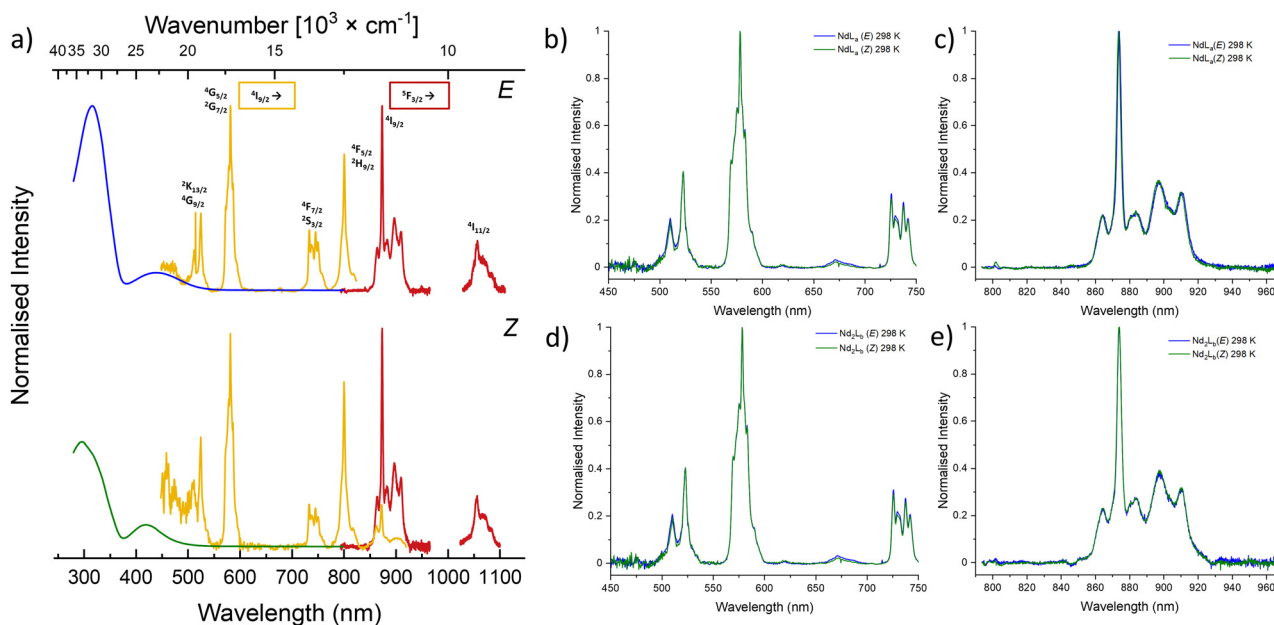 a)
Wavenumber [10³ × cm⁻¹]
40 35 30 25 20 15 10
E
⁴G₅/₂
²G₇/₂
⁴I₉/₂ →
⁵F₃/₂ →
⁴I₉/₂
⁴F₅/₂
²H₉/₂
²K₁₃/₂
⁴G₉/₂
⁴F₇/₂
²S₃/₂
⁴I₁₁/₂
Normalised Intensity
Z
300 400 500 600 700 800 900 1000 1100
Wavelength (nm)
b)
NdLₐ (E) 298 K
NdLₐ (Z) 298 K
1
0.8
0.6
0.4
0.2
0
Normalised Intensity
450 500 550 600 650 700 750
Wavelength (nm)
c)
NdLₐ(E) 298 K
NdLₐ(Z) 298 K
1
0.8
0.6
0.4
0.2
0
Normalised Intensity
800 820 840 860 880 900 920 940 960
Wavelength (nm)
d)
Nd₂L_b (E) 298 K
Nd₂L_b (Z) 298 K
1
0.8
0.6
0.4
0.2
0
Normalised Intensity
450 500 550 600 650 700 750
Wavelength (nm)
e)
Nd₂L_b(E) 298 K
Nd₂L_b(Z) 298 K
1
0.8
0.6
0.4
0.2
0
Normalised Intensity
800 820 840 860 880 900 920 940 960
Wavelength (nm)